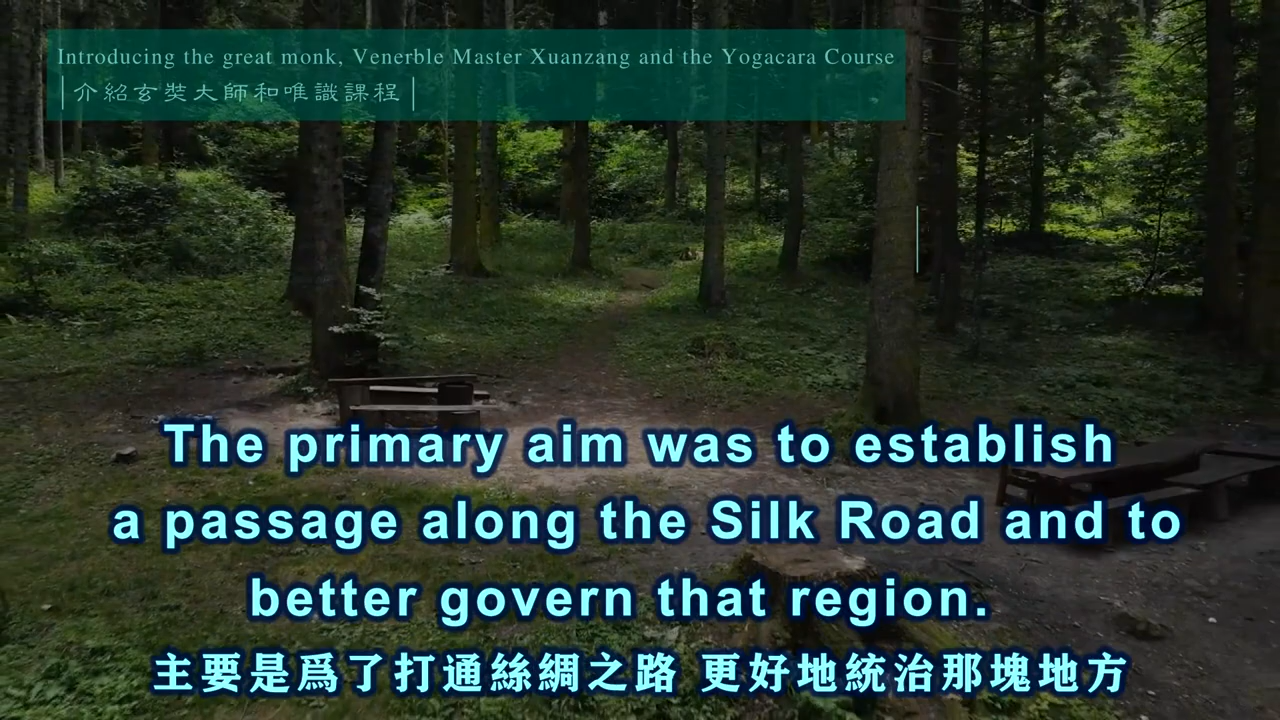 Introducing the great monk, Venerble Master Xuanzang and the Yogacara Course
|介紹玄奘大師和唯識課程|
The primary aim was to establish
a passage along the Silk Road and to
better govern that region.
主要是爲了打通絲綢之路 更好地統治那塊地方